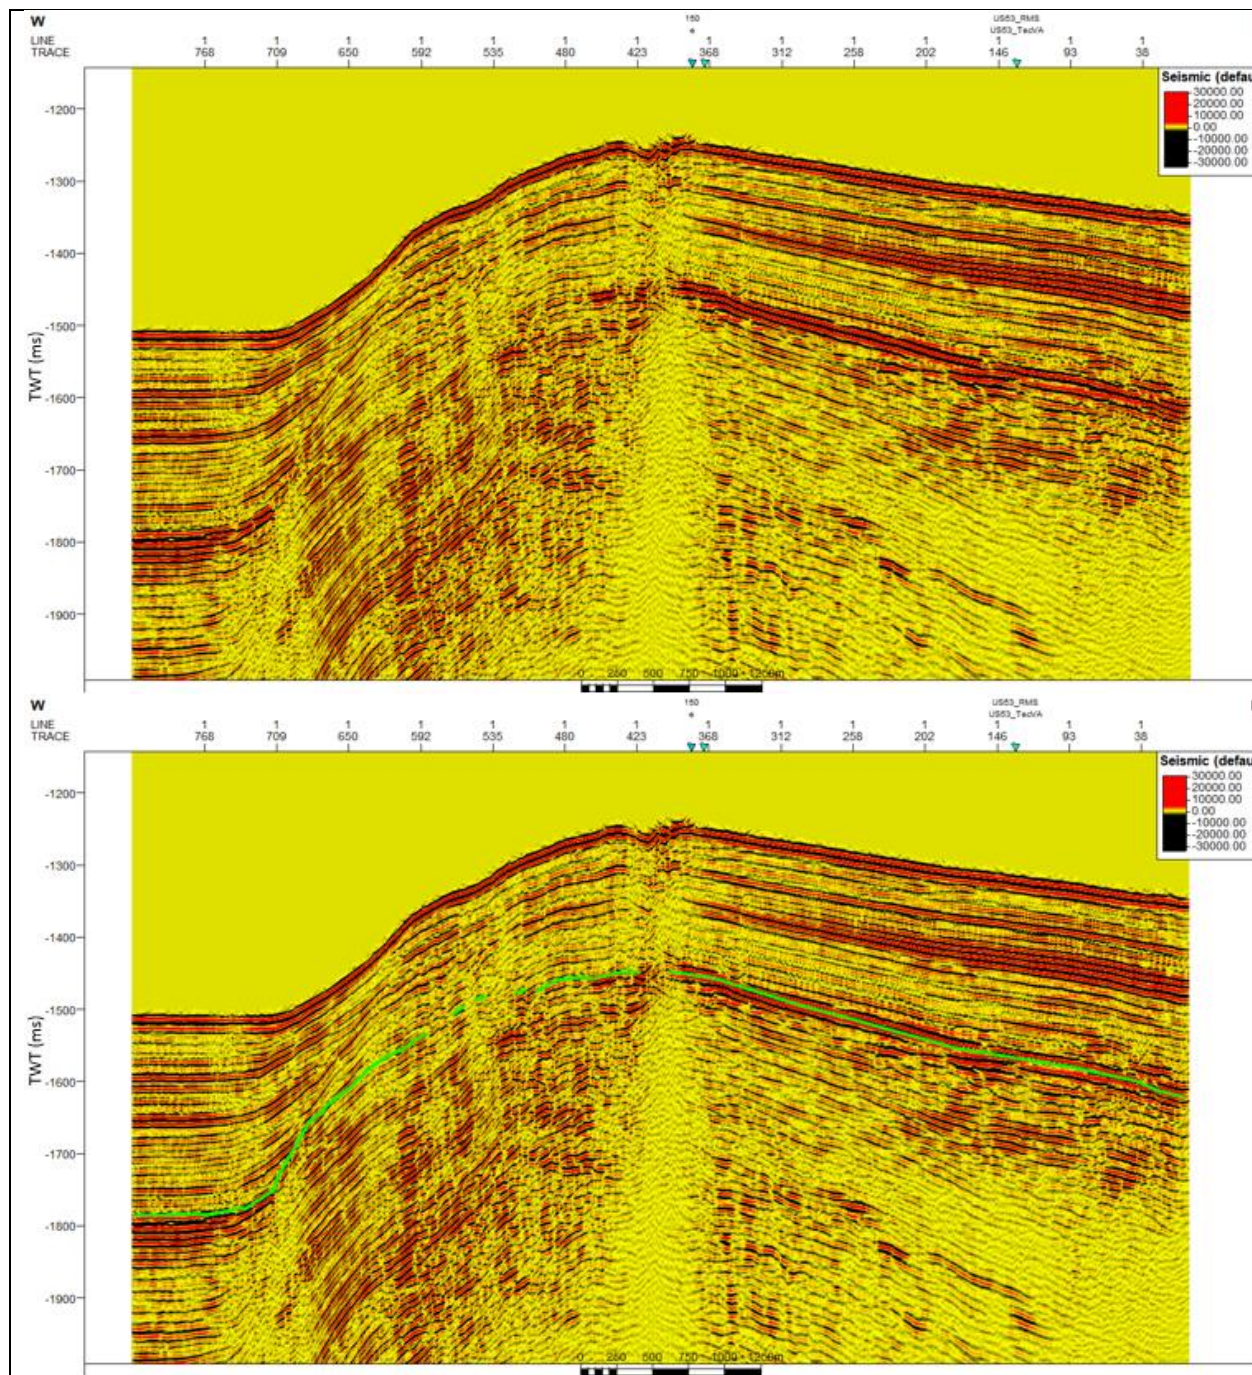 W
150 US53_RMS
e US53_TecVA
LINE 1 1 1 1 1 1 1 1 1 1 1 1 1 1
TRACE 768 709 650 592 535 480 423 368 312 258 202 146 93 38
Seismic (defau
30000.00
20000.00
10000.00
0.00
-10000.00
-20000.00
-30000.00
-1200
-1300
-1400
-1500
-1600
-1700
-1800
-1900
TWT (ms)
0 250 500 750 1000 1250m
W
150 US53_RMS
e US53_TecVA
LINE 1 1 1 1 1 1 1 1 1 1 1 1 1 1
TRACE 768 709 650 592 535 480 423 368 312 258 202 146 93 38
Seismic (defau
30000.00
20000.00
10000.00
0.00
-10000.00
-20000.00
-30000.00
-1200
-1300
-1400
-1500
-1600
-1700
-1800
-1900
TWT (ms)
0 250 500 750 1000 1250m